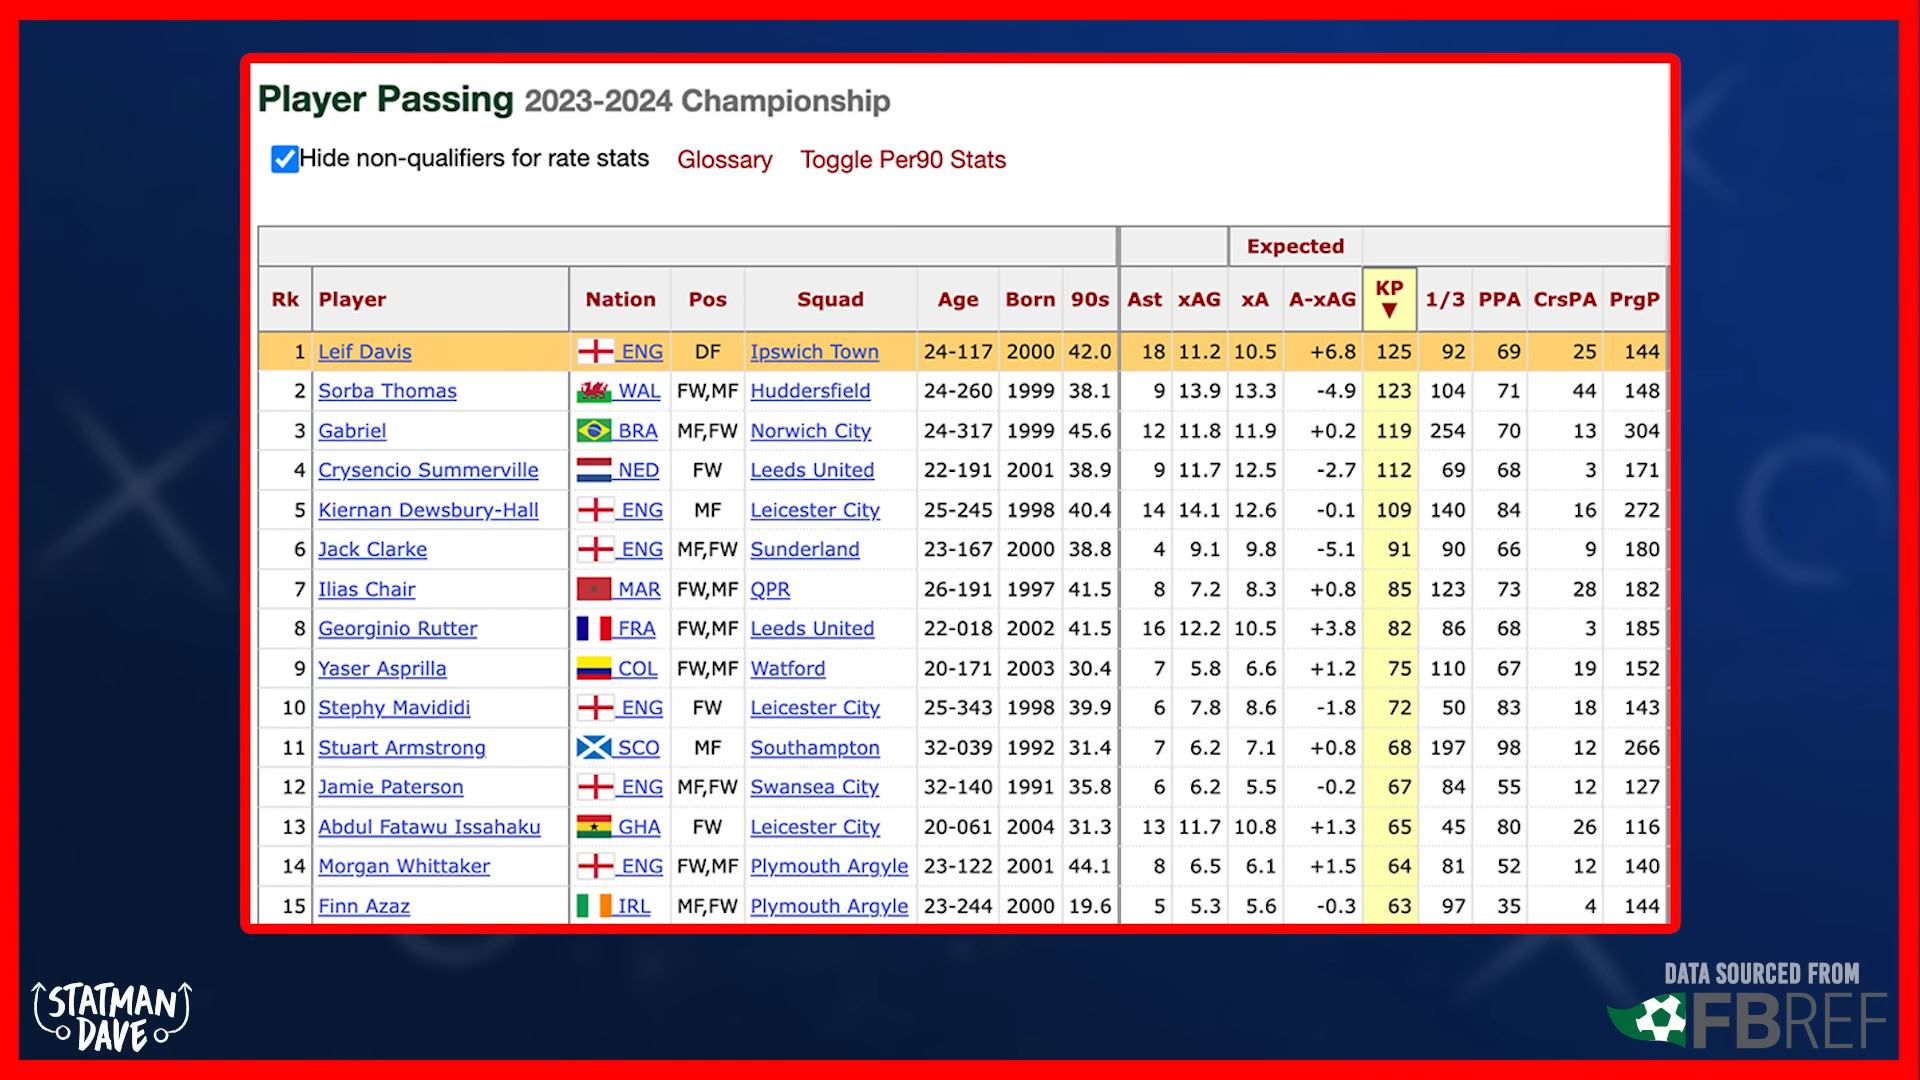 Player Passing 2023-2024 Championship
Hide non-qualifiers for rate stats Glossary Toggle Per90 Stats
Expected
Rk Player Nation Pos Squad Age Born 90s Ast xAG xA A-xAG KP ▼ 1/3 PPA CrsPA PrgP
1 Leif Davis ENG DF Ipswich Town 24-117 2000 42.0 18 11.2 10.5 +6.8 125 92 69 25 144
2 Sorba Thomas WAL FW,MF Huddersfield 24-260 1999 38.1 9 13.9 13.3 -4.9 123 104 71 44 148
3 Gabriel BRA MF,FW Norwich City 24-317 1999 45.6 12 11.8 11.9 +0.2 119 254 70 13 304
4 Crysencio Summerville NED FW Leeds United 22-191 2001 38.9 9 11.7 12.5 -2.7 112 69 68 3 171
5 Kiernan Dewsbury-Hall ENG MF Leicester City 25-245 1998 40.4 14 14.1 12.6 -0.1 109 140 84 16 272
6 Jack Clarke ENG MF,FW Sunderland 23-167 2000 38.8 4 9.1 9.8 -5.1 91 90 66 9 180
7 Ilias Chair MAR FW,MF QPR 26-191 1997 41.5 8 7.2 8.3 +0.8 85 123 73 28 182
8 Georginio Rutter FRA FW,MF Leeds United 22-018 2002 41.5 16 12.2 10.5 +3.8 82 86 68 3 185
9 Yaser Asprilla COL FW,MF Watford 20-171 2003 30.4 7 5.8 6.6 +1.2 75 110 67 19 152
10 Stephy Mavididi ENG FW Leicester City 25-343 1998 39.9 6 7.8 8.6 -1.8 72 50 83 18 143
11 Stuart Armstrong SCO MF Southampton 32-039 1992 31.4 7 6.2 7.1 +0.8 68 197 98 12 266
12 Jamie Paterson ENG MF,FW Swansea City 32-140 1991 35.8 6 6.2 5.5 -0.2 67 84 55 12 127
13 Abdul Fatawu Issahaku GHA FW Leicester City 20-061 2004 31.3 13 11.7 10.8 +1.3 65 45 80 26 116
14 Morgan Whittaker ENG FW,MF Plymouth Argyle 23-122 2001 44.1 8 6.5 6.1 +1.5 64 81 52 12 140
15 Finn Azaz IRL MF,FW Plymouth Argyle 23-244 2000 19.6 5 5.3 5.6 -0.3 63 97 35 4 144
STATMAN
DAVE
DATA SOURCED FROM
FBREF